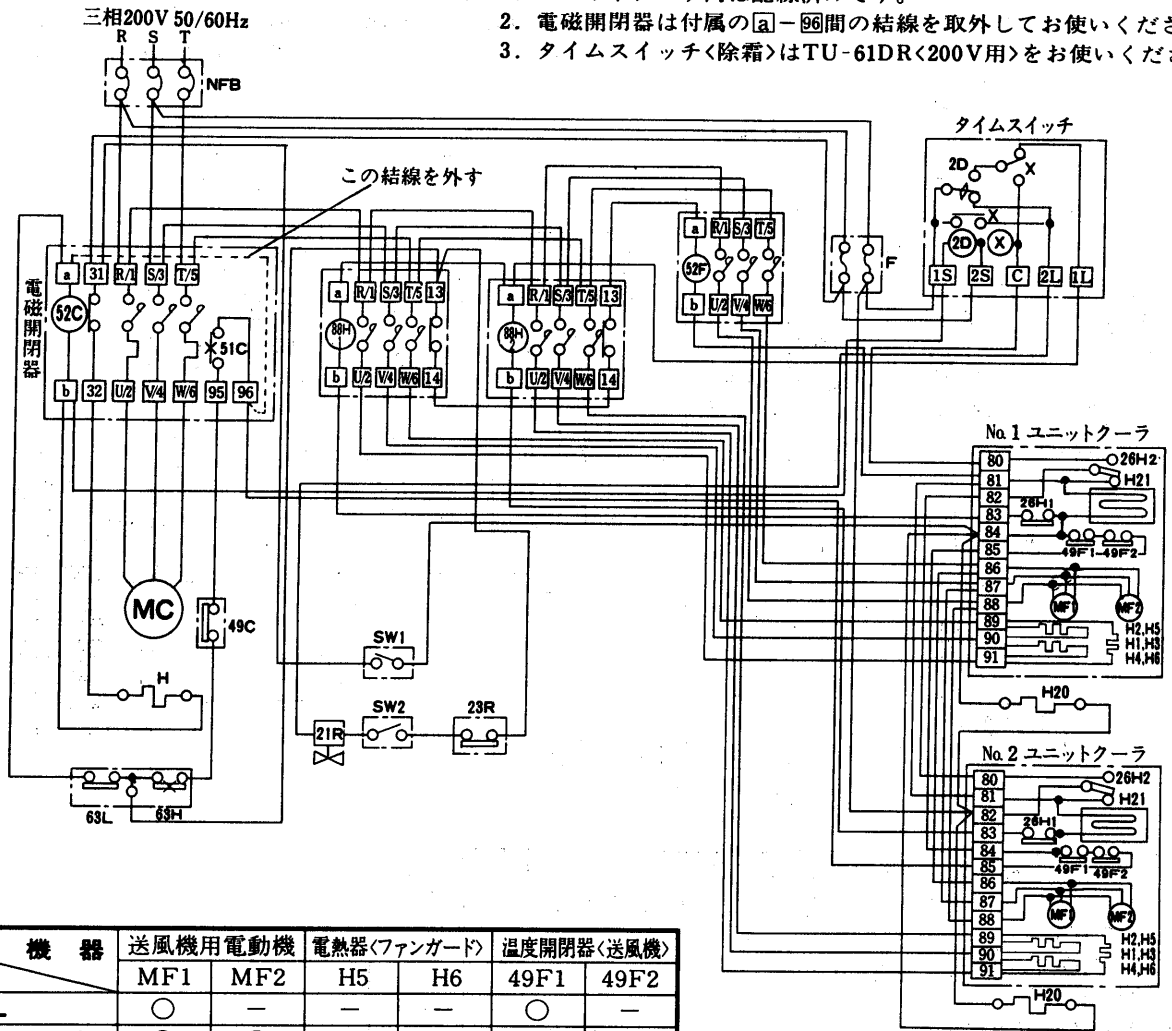 2. 電磁開閉器は付属のa-96間の結線を取外してお使いくださ
3. タイムスイッチ<除霜>はTU-61DR<200V用>をお使いくだ
三相200V 50/60Hz
R S T
NFB
この結線を外す
タイムスイッチ
2D X
X
2D X
1S 2S C 2L 1L
F
電磁開閉器
a 31 R/1 S/3 T/5
52C
51C
b 32 U/2 V/4 W/6 95 96
a R/1 S/3 T/5 13
88H
b U/2 V/4 W/6 14
a R/1 S/3 T/5 13
88H2
b U/2 V/4 W/6 14
a R/1 S/3 T/5
52F
b U/2 V/4 W/6
MC
49C
H
63L 63H
SW1
SW2
21R
23R
No.1 ユニットクーラ
80 26H2
81 H21
82
83 26H1
84
85 49F1-49F2
86
87
88 MF1 MF2
89 H2,H5
90 H1,H3
91 H4,H6
H20
No.2 ユニットクーラ
80 26H2
81 H21
82
83 26H1
84
85 49F1 49F2
86
87
88 MF1 MF2
89 H2,H5
90 H1,H3
91 H4,H6
H20
機器 送風機用電動機 電熱器<ファンガード> 温度開閉器<送風機>
MF1 MF2 H5 H6 49F1 49F2
○ － － － ○ －